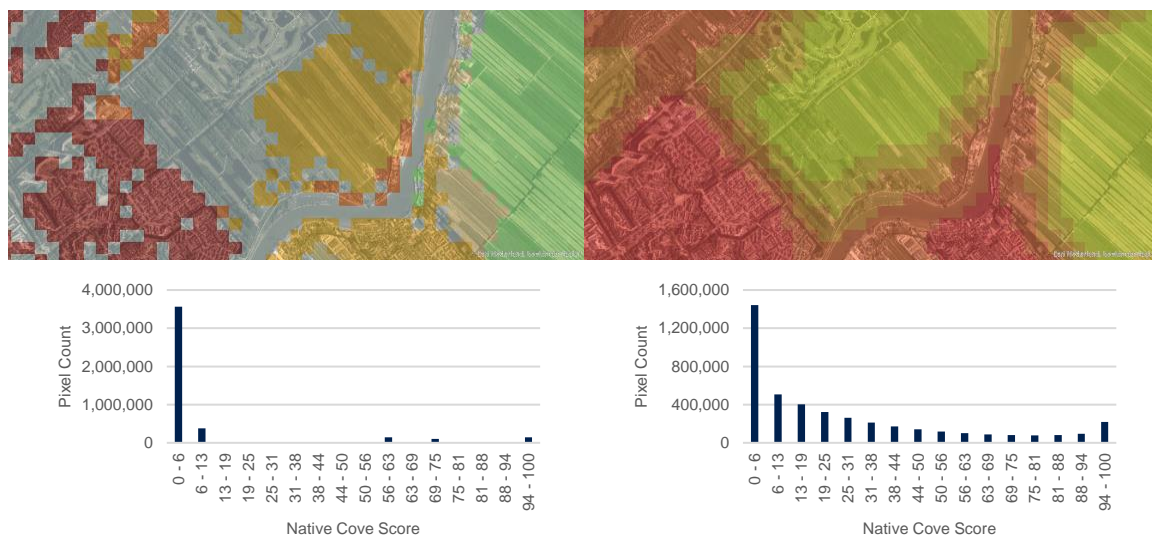 4,000,000
3,000,000
2,000,000
1,000,000
0
Pixel Count
0 - 6
6 - 13
13 - 19
19 - 25
25 - 31
31 - 38
38 - 44
44 - 50
50 - 56
56 - 63
63 - 69
69 - 75
75 - 81
81 - 88
88 - 94
94 - 100
Native Cove Score
1,600,000
1,200,000
800,000
400,000
0
Pixel Count
0 - 6
6 - 13
13 - 19
19 - 25
25 - 31
31 - 38
38 - 44
44 - 50
50 - 56
56 - 63
63 - 69
69 - 75
75 - 81
81 - 88
88 - 94
94 - 100
Native Cove Score